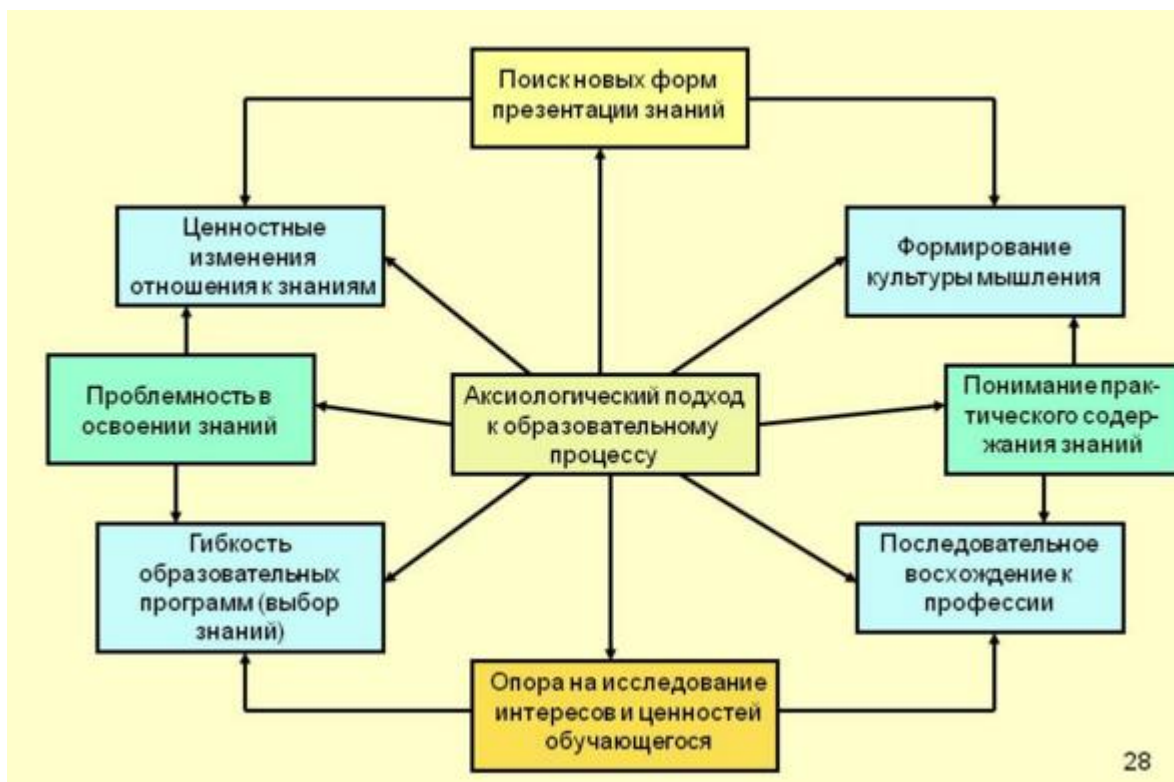 Поиск новых форм
презентации знаний
Ценностные
изменения
отношения к знаниям
Формирование
культуры мышления
Проблемность в
освоении знаний
Аксиологический подход
к образовательному
процессу
Понимание прак-
тического содер-
жания знаний
Гибкость
образовательных
программ (выбор
знаний)
Последовательное
восхождение к
профессии
Опора на исследование
интересов и ценностей
обучающегося
28